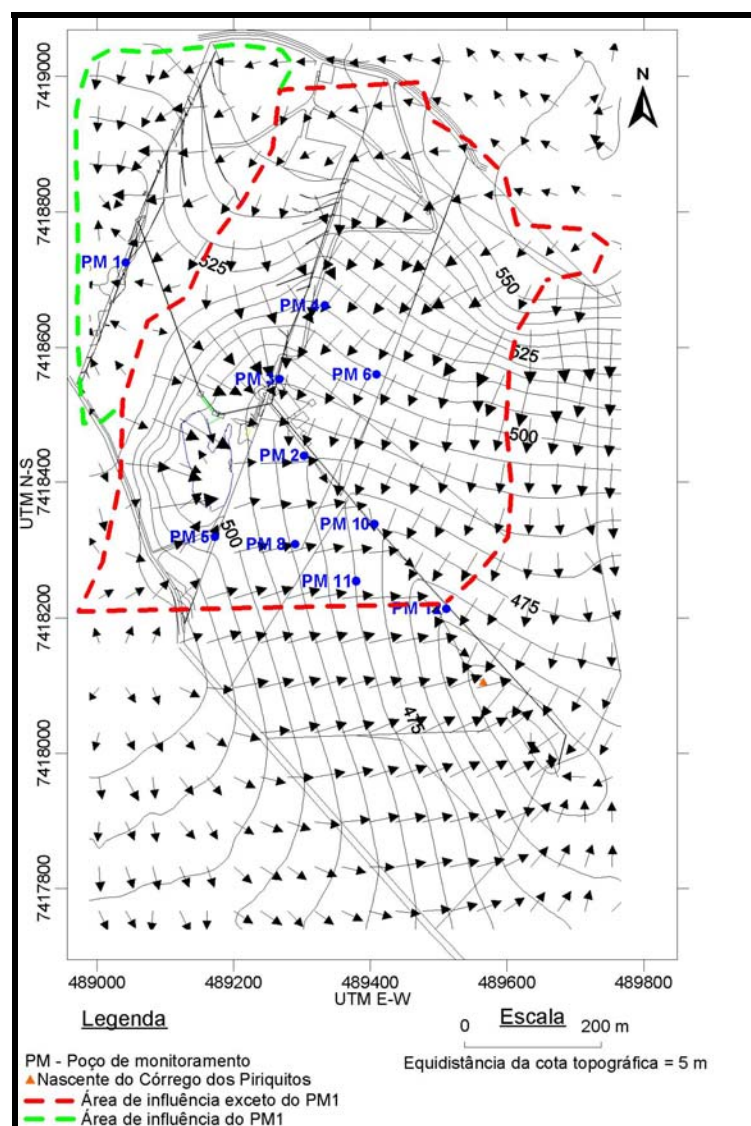 N
7419000
7418800
7418600
7418400
7418200
7418000
7417800
UTM N-S
PM 1
525
550
PM 4
525
PM 3
PM 6
500
PM 2
PM 10
PM 5
500
PM 8
PM 11
475
475
489000 489200 489400 489600 489800
UTM E-W
Legenda
Escala
0 200 m
PM - Poço de monitoramento
Equidistância da cota topográfica = 5 m
Nascente do Córrego dos Piriquitos
Área de influência exceto do PM1
Área de influência do PM1